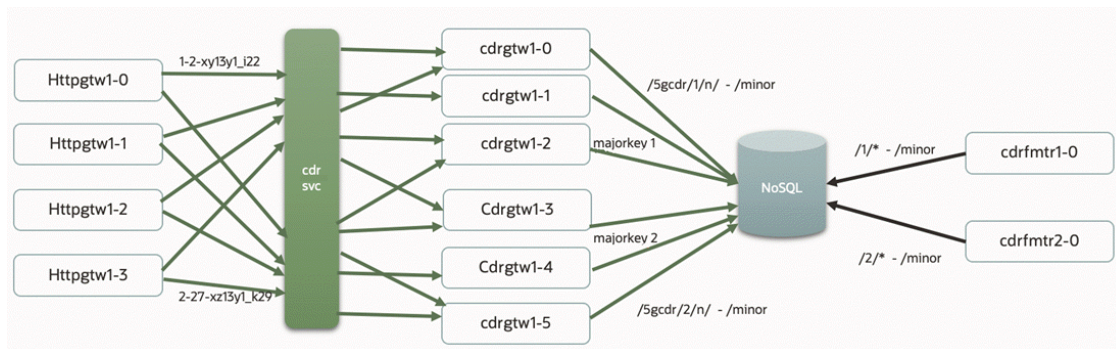 Httpgtw1-0
Httpgtw1-1
Httpgtw1-2
Httpgtw1-3
1-2-xy13y1_i22
2-27-xz13y1_k29
cdr
svc
cdrgtw1-0
cdrgtw1-1
cdrgtw1-2
Cdrgtw1-3
Cdrgtw1-4
cdrgtw1-5
/5gcdr/1/n/ - /minor
majorkey 1
majorkey 2
/5gcdr/2/n/ - /minor
NoSQL
/1/* - /minor
/2/* - /minor
cdrfmtr1-0
cdrfmtr2-0